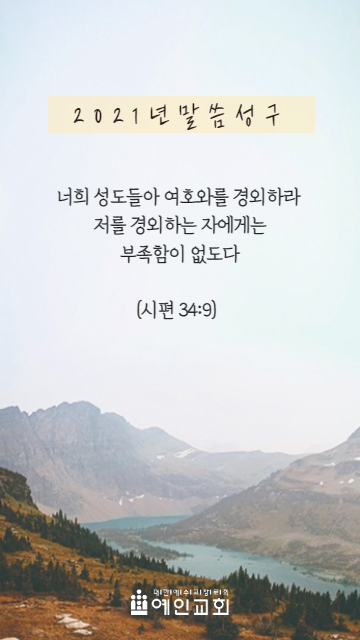 2021년말씀성구
너희 성도들아 여호와를 경외하라
저를 경외하는 자에게는
부족함이 없도다
(시편 34:9)
예인교회